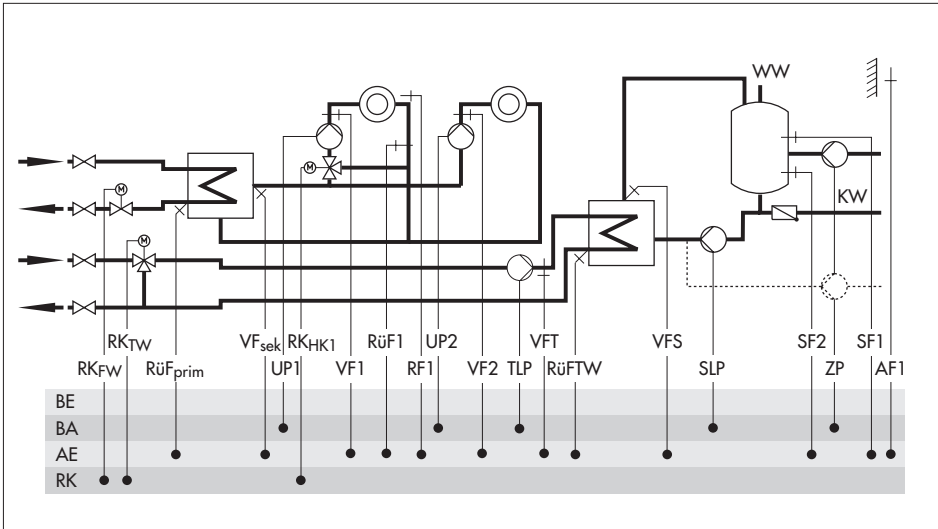 WW
M
M
KW
M
RK_TW VF_sek RK_HK1 RüF1 UP2 VFT VFS SF2 SF1
RK_FW RüF_prim UP1 VF1 RF1 VF2 TLP RüFTW SLP ZP AF1
BE
BA
AE
RK